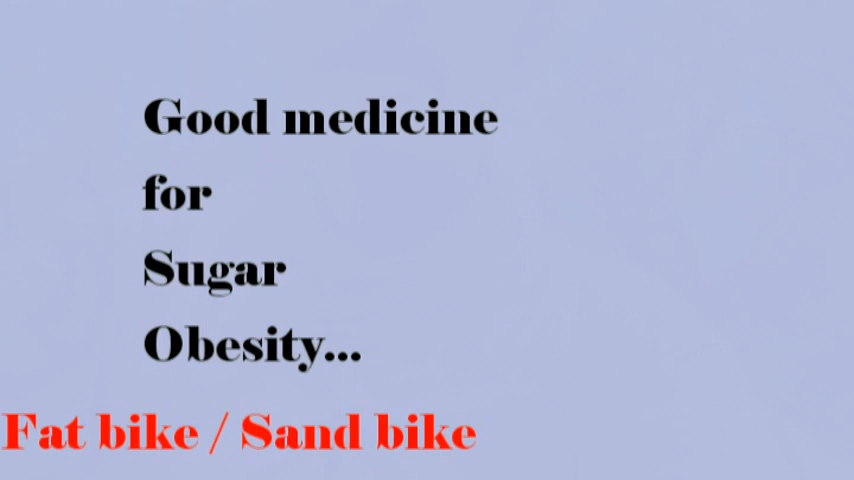 Good medicine
for
Sugar
Obesity...
Fat bike / Sand bike